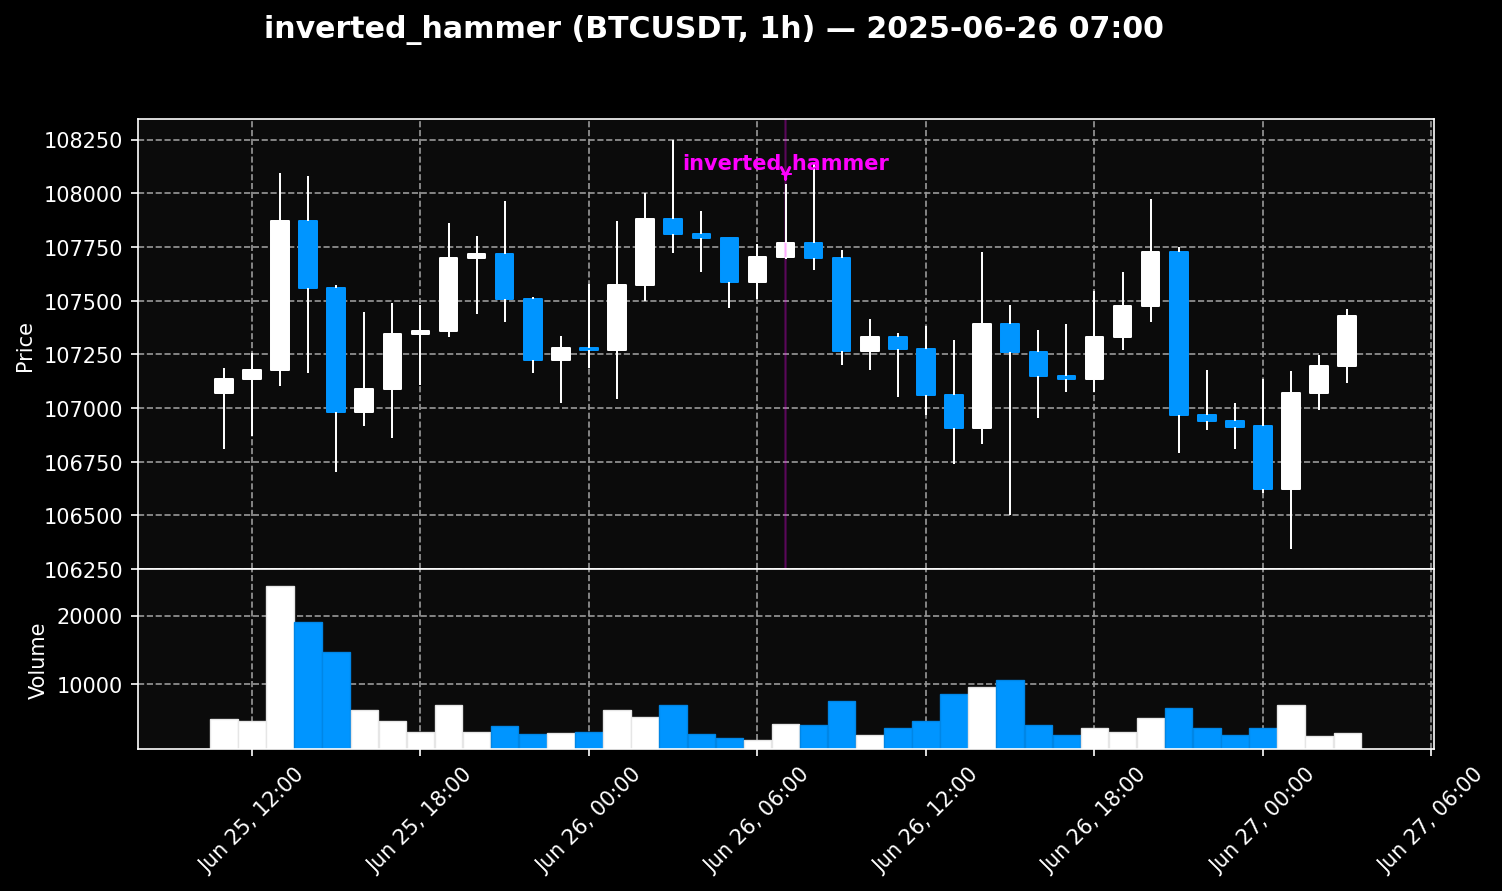 inverted_hammer (BTCUSDT, 1h) — 2025-06-26 07:00
108250
inverted_hammer
108000
107750
107500
107250
107000
106750
106500
106250
Price
20000
10000
Volume
Jun 25, 12:00
Jun 25, 18:00
Jun 26, 00:00
Jun 26, 06:00
Jun 26, 12:00
Jun 26, 18:00
Jun 27, 00:00
Jun 27, 06:00